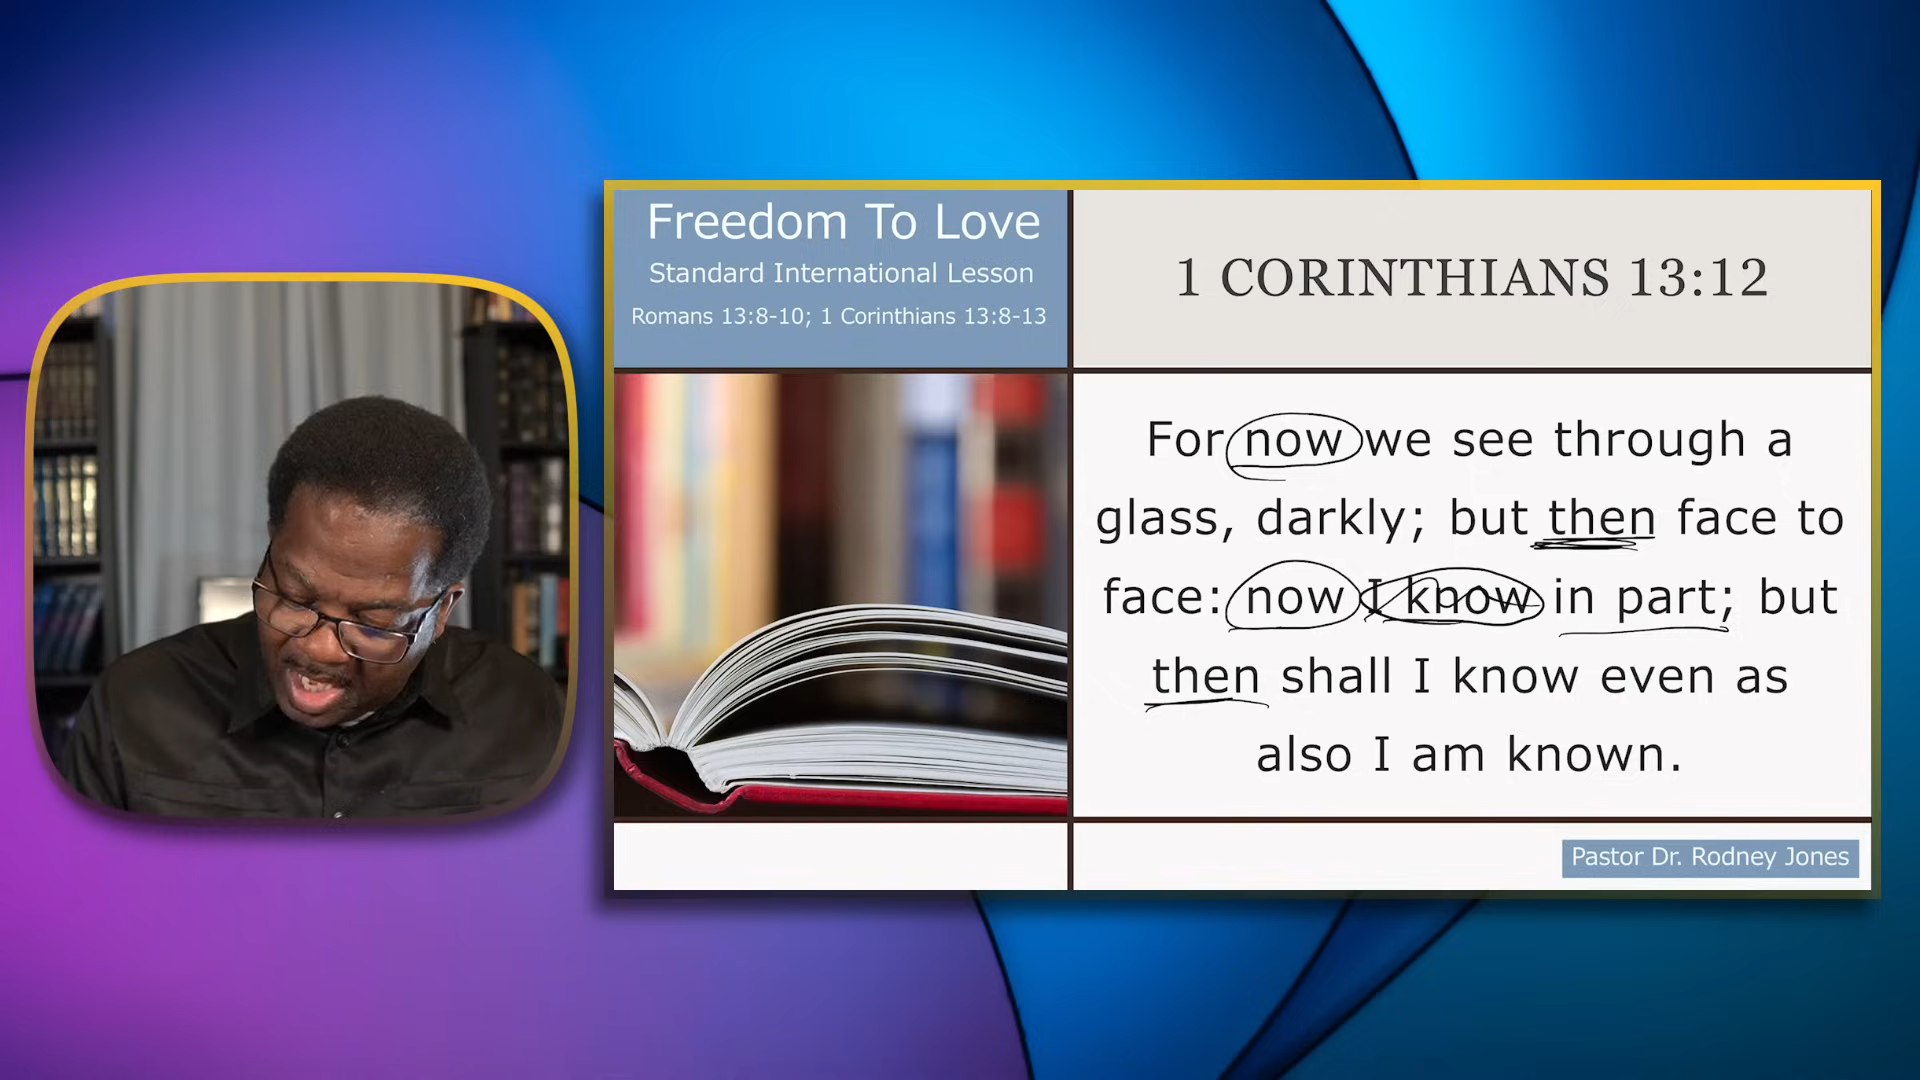 Freedom To Love
Standard International Lesson
Romans 13:8-10; 1 Corinthians 13:8-13
1 CORINTHIANS 13:12
For now we see through a
glass, darkly; but then face to
face: now I know in part; but
then shall I know even as
also I am known.
Pastor Dr. Rodney Jones